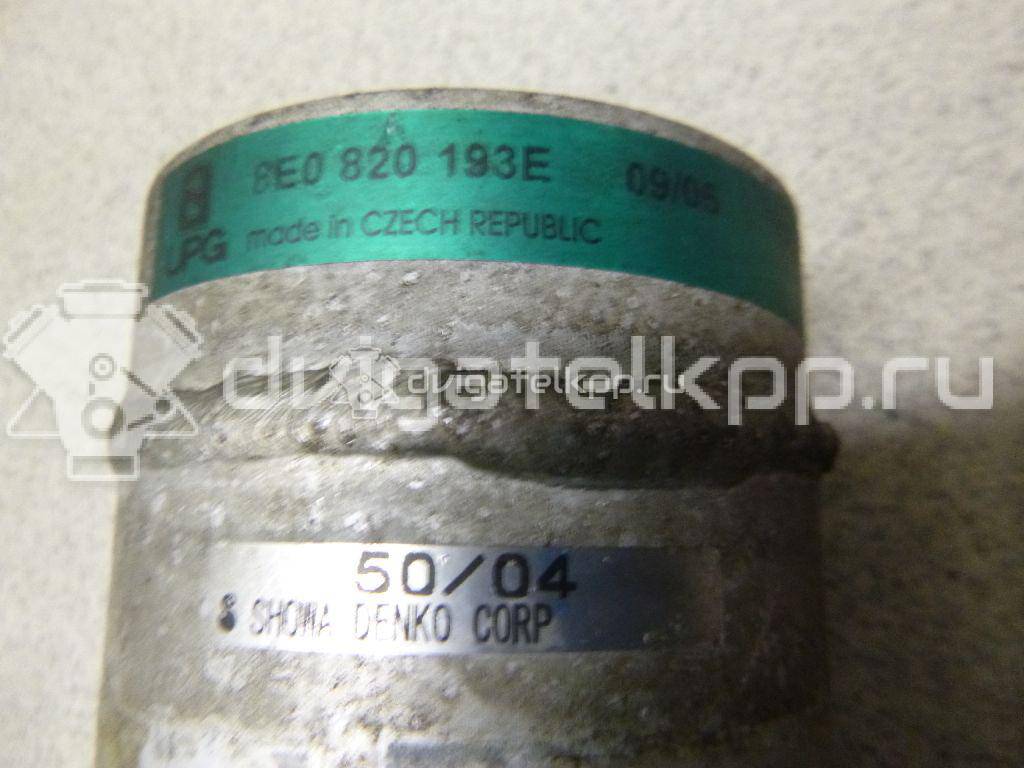 8E0 820 193E 09/05
UPG made in CZECH REPUBLIC
dvigatelkpp.ru
dvigatelkpp.ru
50/04
SHOWA DENKO CORP